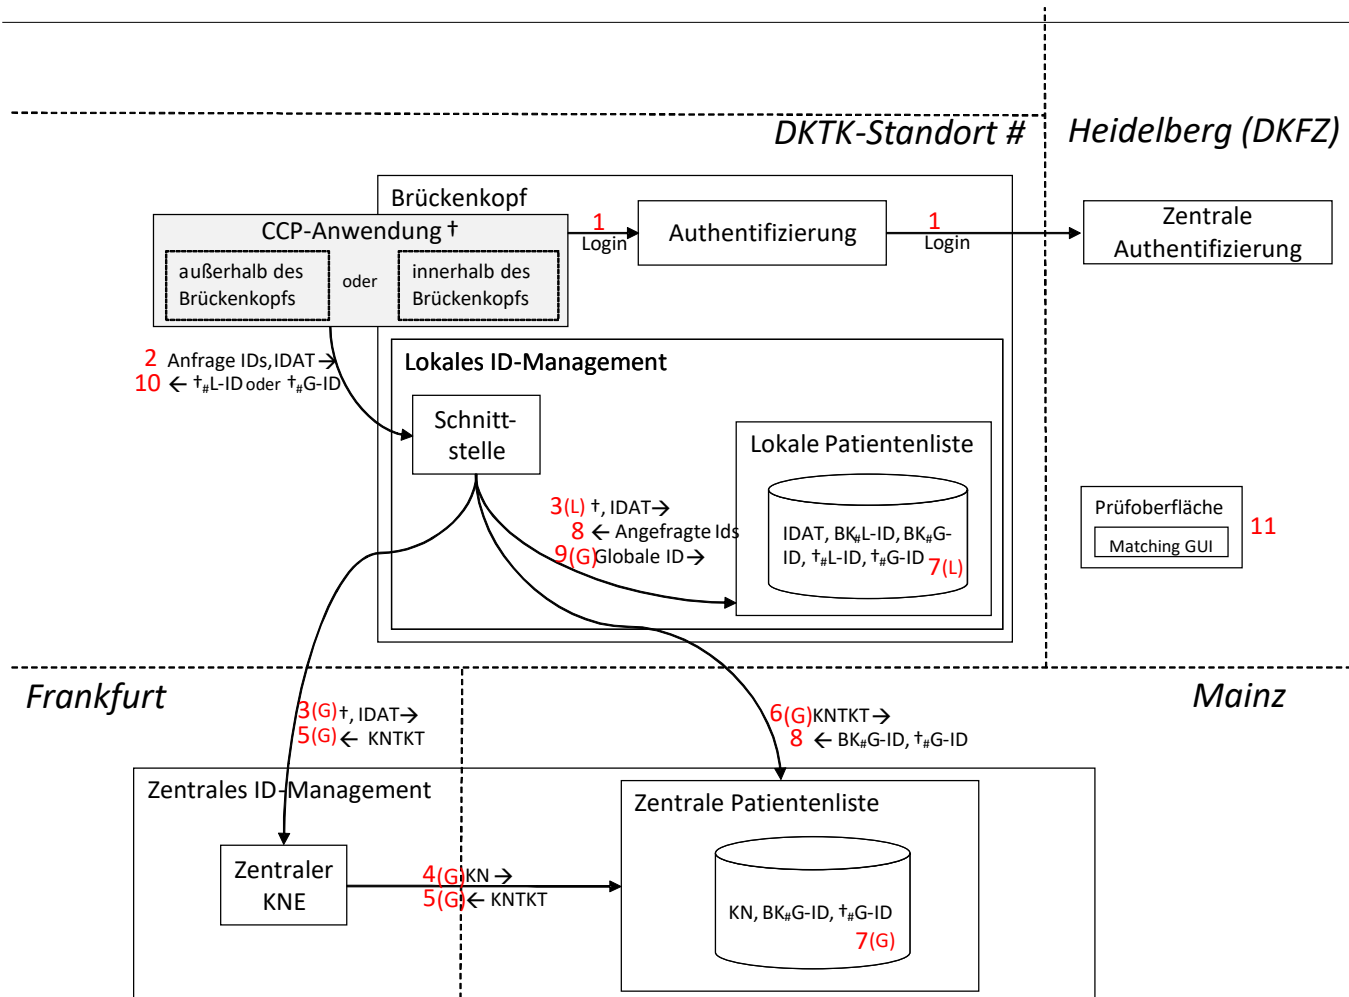 DKTK-Standort #
Heidelberg (DKFZ)
Brückenkopf
CCP-Anwendung †
außerhalb des
Brückenkopfs
oder
innerhalb des
Brückenkopfs
1
Login
Authentifizierung
1
Login
Zentrale
Authentifizierung
2 Anfrage IDs, IDAT →
10 ← †#L-ID oder †#G-ID
Lokales ID-Management
Schnitt-
stelle
Lokale Patientenliste
3(L) †, IDAT→
8 ← Angefragte Ids
9(G)Globale ID →
IDAT, BK#L-ID, BK#G-
ID, †#L-ID, †#G-ID
7(L)
Prüfoberfläche
Matching GUI
11
Frankfurt
Mainz
3(G)†, IDAT→
5(G) ← KNTKT
6(G)KNTKT →
8 ← BK#G-ID, †#G-ID
Zentrales ID-Management
Zentrale Patientenliste
Zentraler
KNE
4(G)KN →
5(G)← KNTKT
KN, BK#G-ID, †#G-ID
7(G)